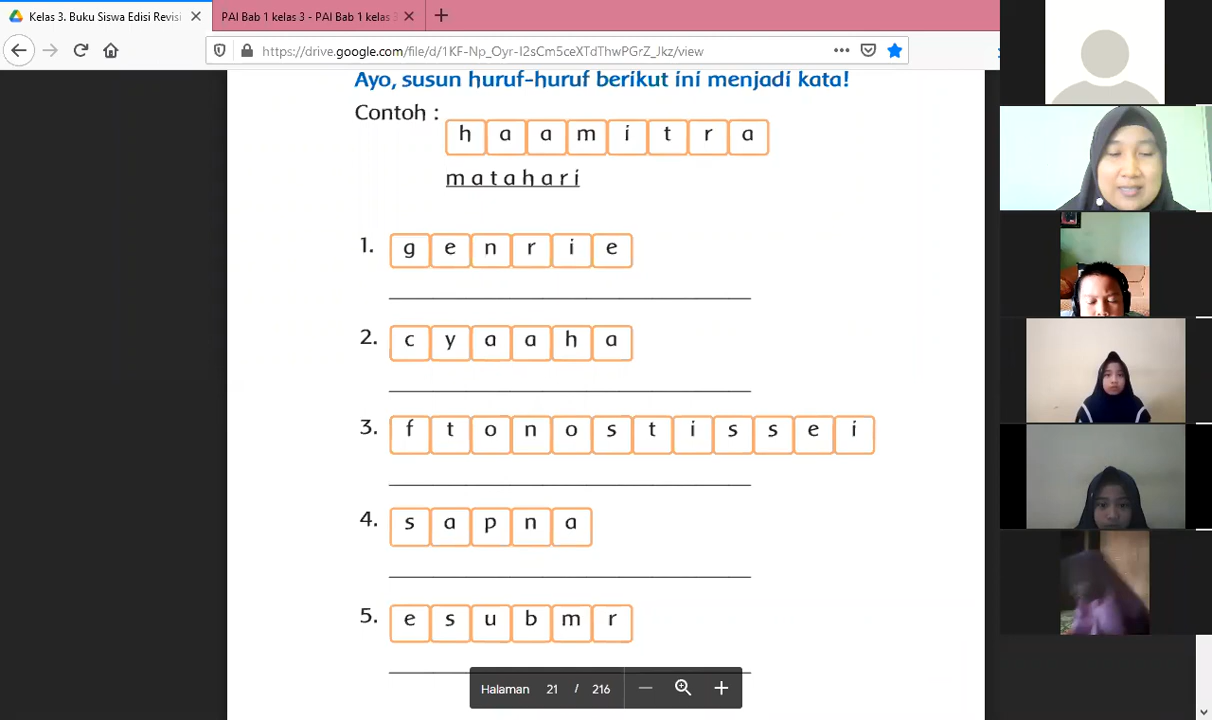 Kelas 3. Buku Siswa Edisi Revisi
PAI Bab 1 kelas 3 - PAI Bab 1 kelas 3
https://drive.google.com/file/d/1KF-Np_Oyr-I2sCm5ceXTdThwPGrZ_Jkz/view
Ayo, susun huruf-huruf berikut ini menjadi kata!
Contoh :
h a a m i t r a
m a t a h a r i
1. g e n r i e
2. c y a a h a
3. f t o n o s t i s s e i
4. s a p n a
5. e s u b m r
Halaman 21 / 216